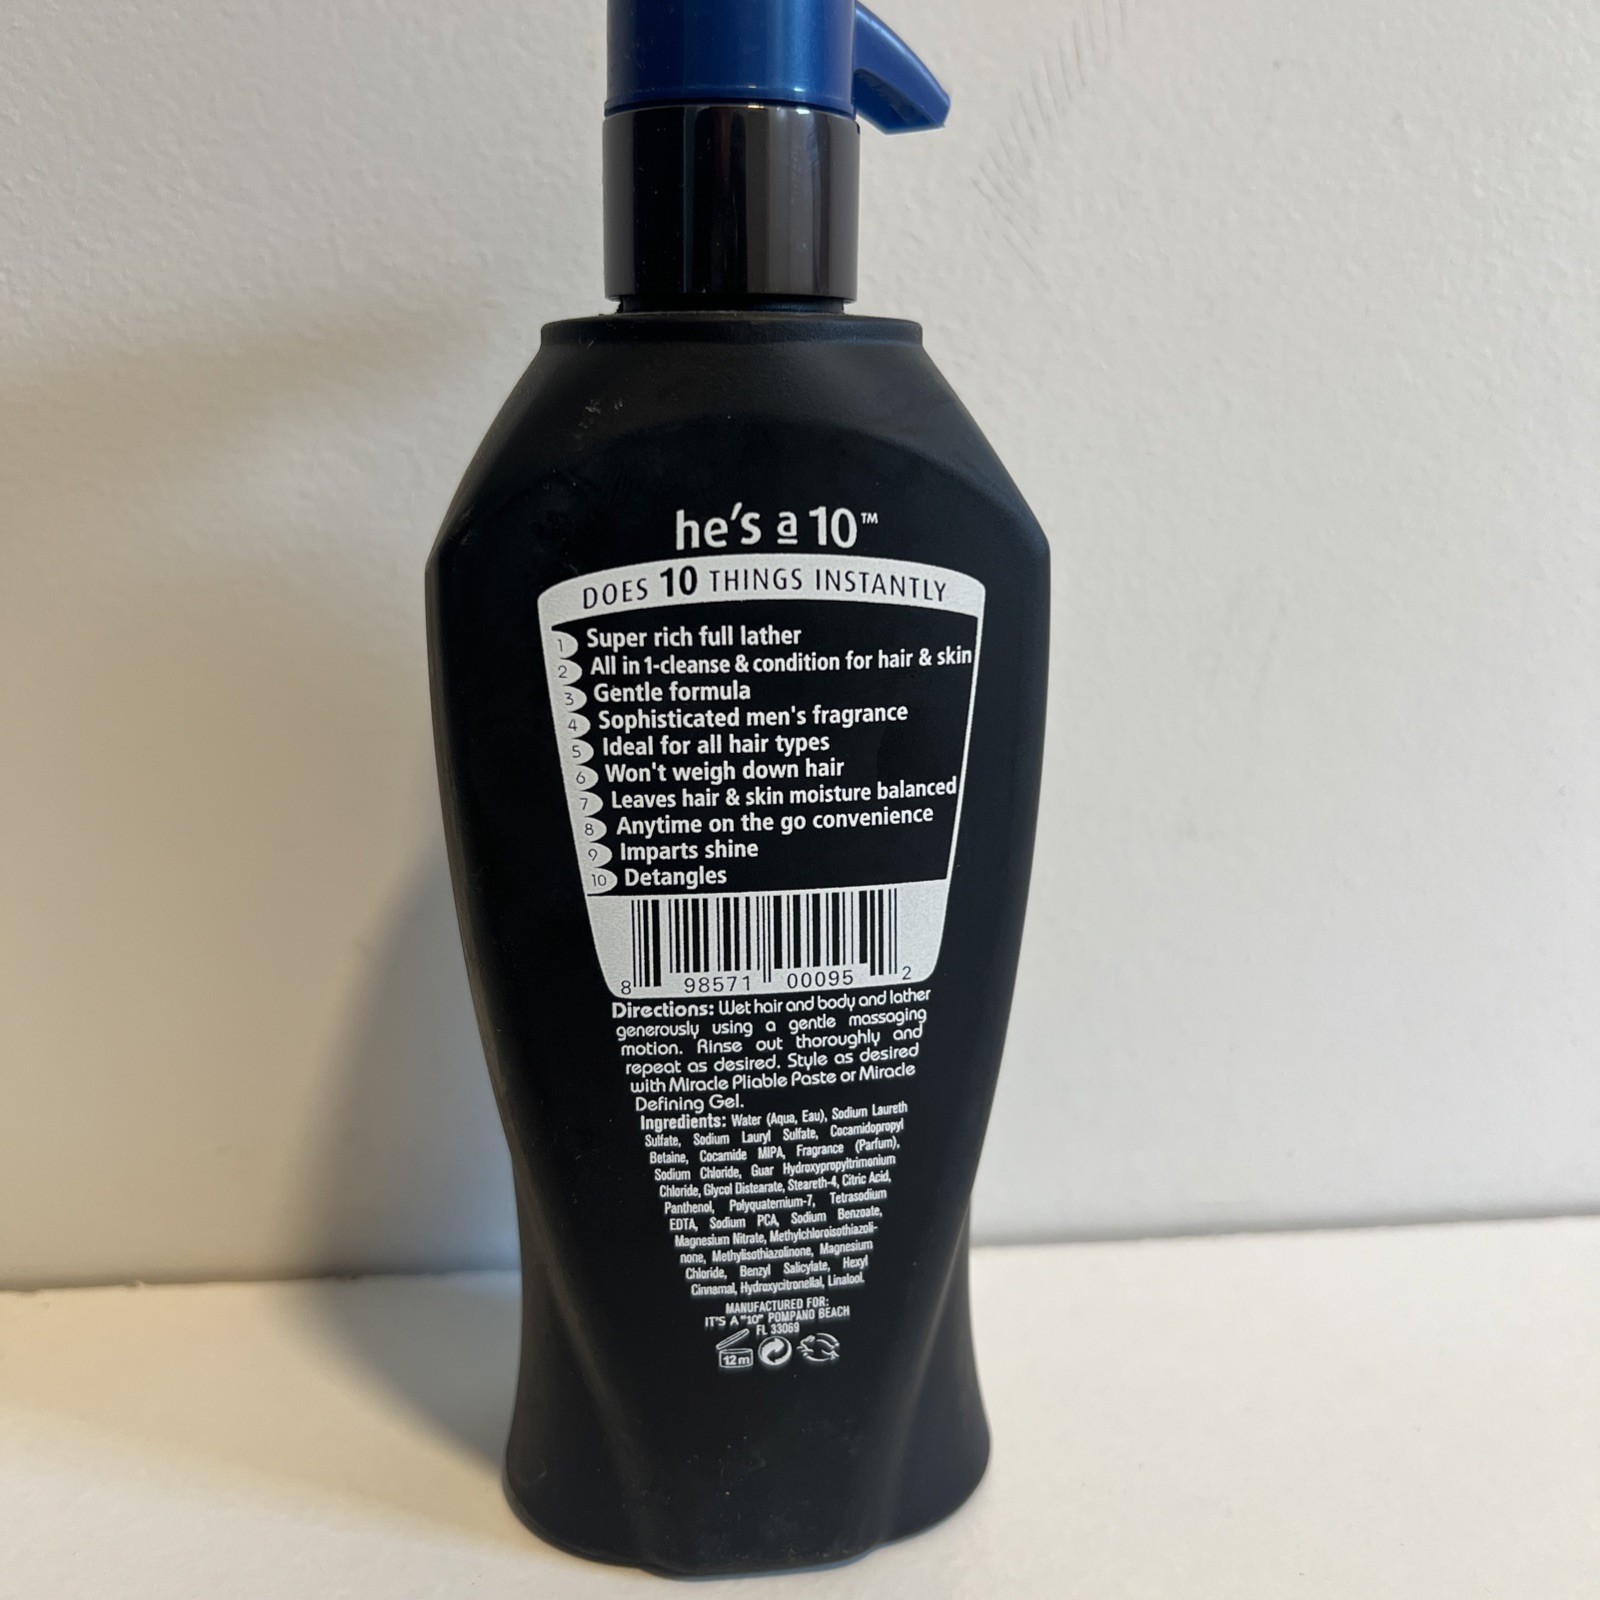 he's a 10™
DOES 10 THINGS INSTANTLY
1 Super rich full lather
2 All in 1-cleanse & condition for hair & skin
3 Gentle formula
4 Sophisticated men's fragrance
5 Ideal for all hair types
6 Won't weigh down hair
7 Leaves hair & skin moisture balanced
8 Anytime on the go convenience
9 Imparts shine
10 Detangles
8 98571 00095 2
Directions: Wet hair and body and lather
generously using a gentle massaging
motion. Rinse out thoroughly and
repeat as desired. Style as desired
with Miracle Pliable Paste or Miracle
Defining Gel.
Ingredients: Water (Aqua, Eau), Sodium Laureth
Sulfate, Sodium Lauryl Sulfate, Cocamidopropyl
Betaine, Cocamide MIPA, Fragrance (Parfum),
Sodium Chloride, Guar Hydroxypropyltrimonium
Chloride, Glycol Distearate, Steareth-4, Citric Acid,
Panthenol, Polyquaternium-7, Tetrasodium
EDTA, Sodium PCA, Sodium Benzoate,
Magnesium Nitrate, Methylchloroisothiazoli-
none, Methylisothiazolinone, Magnesium
Chloride, Benzyl Salicylate, Hexyl
Cinnamal, Hydroxycitronellal, Linalool.
MANUFACTURED FOR:
IT'S A "10" POMPANO BEACH
FL 33069
12m